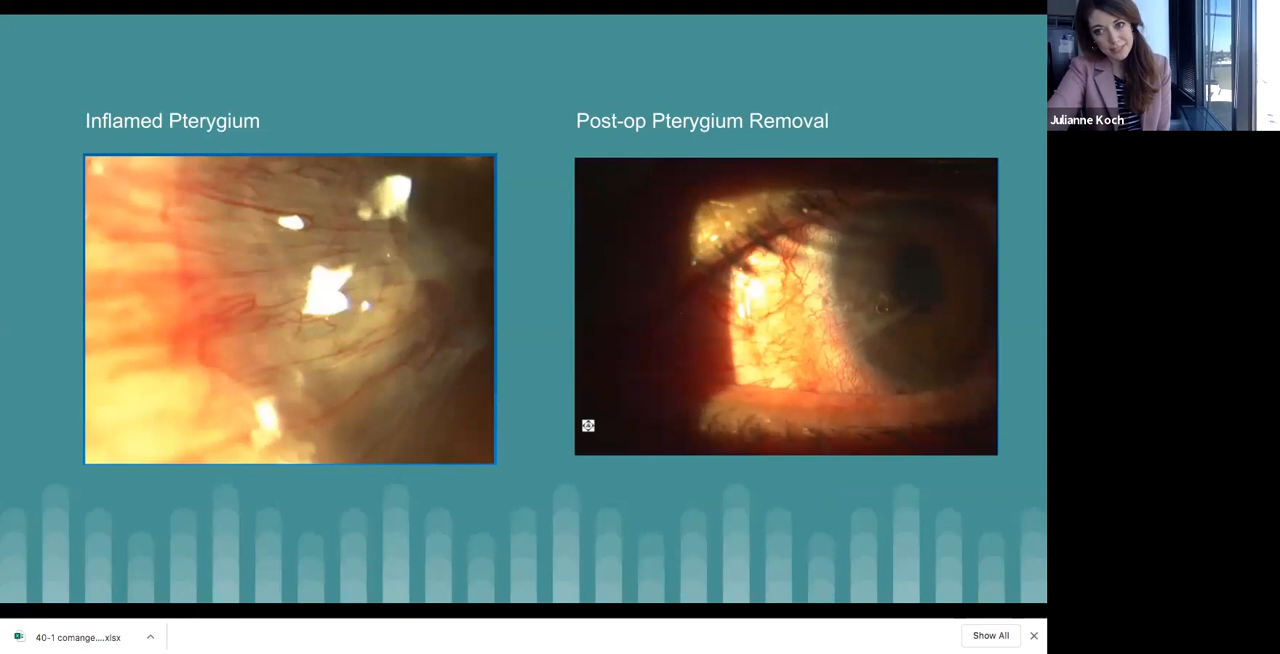 Inflamed Pterygium
Post-op Pterygium Removal
Julianne Koch
40-1 comange....xlsx
Show All